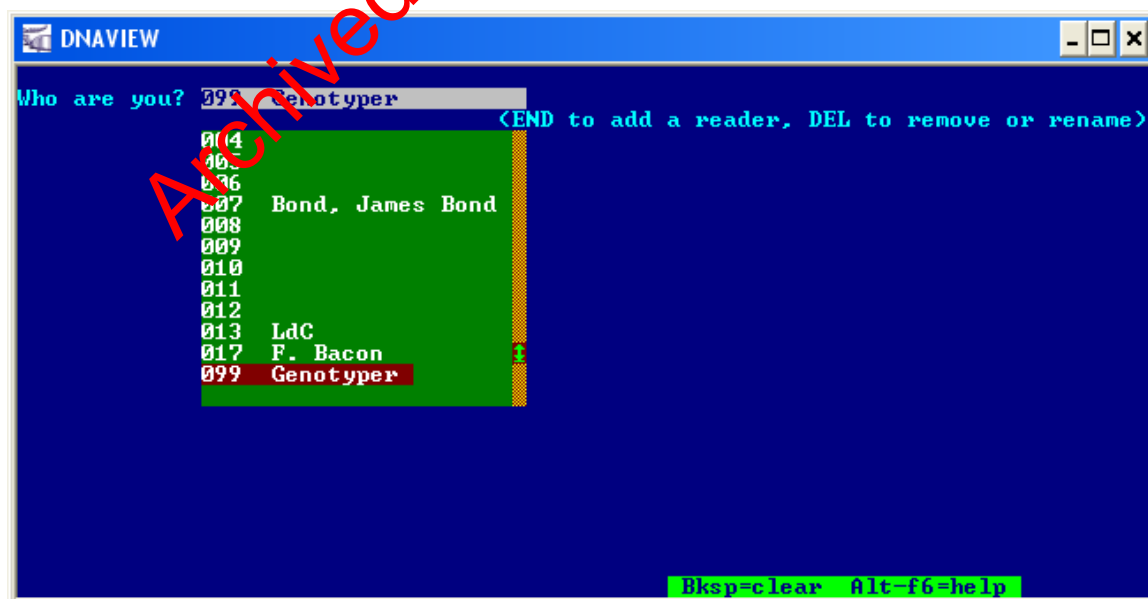 DNAVIEW
Who are you? 099 Genotyper
(END to add a reader, DEL to remove or rename)
004
005
006
007 Bond, James Bond
008
009
010
011
012
013 LdC
017 F. Bacon
099 Genotyper
Bksp=clear Alt-f6=help
Archived